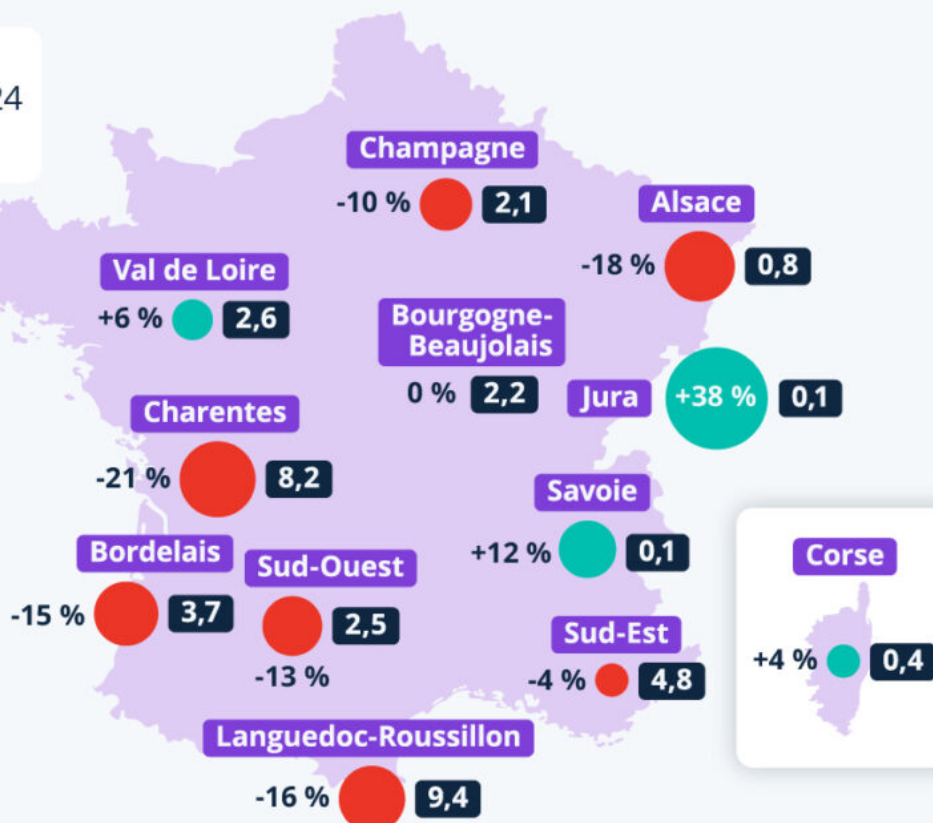 24
Champagne
-10 % 2,1
Alsace
-18 % 0,8
Val de Loire
+6 % 2,6
Bourgogne-
Beaujolais
0 % 2,2
Jura +38 % 0,1
Charentes
-21 % 8,2
Savoie
+12 % 0,1
Bordelais
-15 % 3,7
Sud-Ouest
2,5
-13 %
Corse
+4 % 0,4
Sud-Est
-4 % 4,8
Languedoc-Roussillon
-16 % 9,4